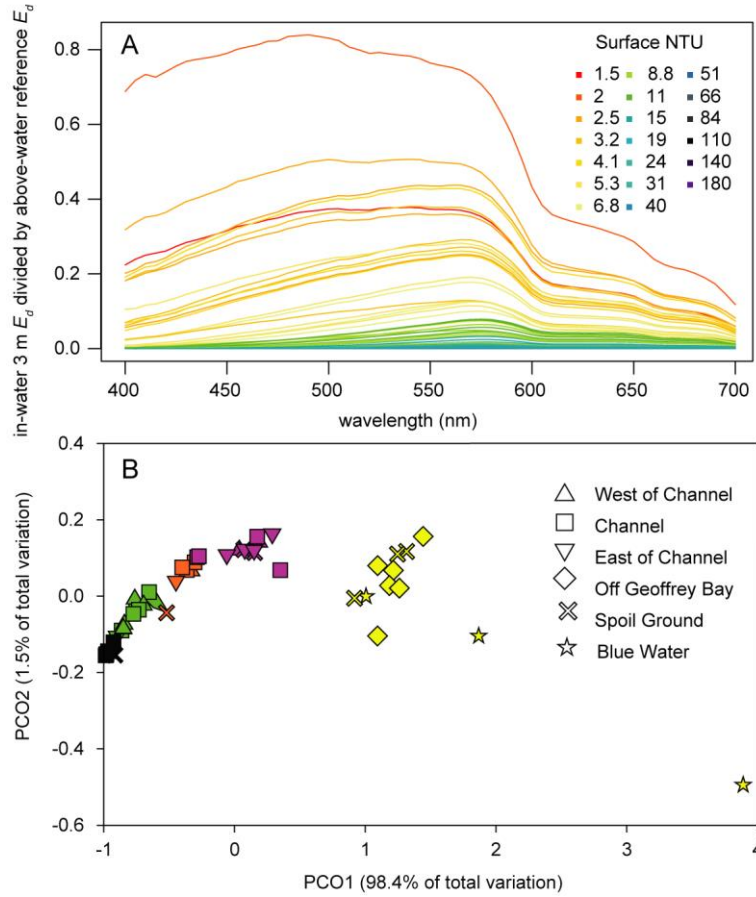 A
in-water 3 m E_d divided by above-water reference E_d
0.8
0.6
0.4
0.2
0.0
Surface NTU
1.5 8.8 51
2 11 66
2.5 15 84
3.2 19 110
4.1 24 140
5.3 31 180
6.8 40
400 450 500 550 600 650 700
wavelength (nm)
B
PCO2 (1.5% of total variation)
0.4
0.2
0.0
-0.2
-0.4
-0.6
West of Channel
Channel
East of Channel
Off Geoffrey Bay
Spoil Ground
Blue Water
-1 0 1 2 3 4
PCO1 (98.4% of total variation)